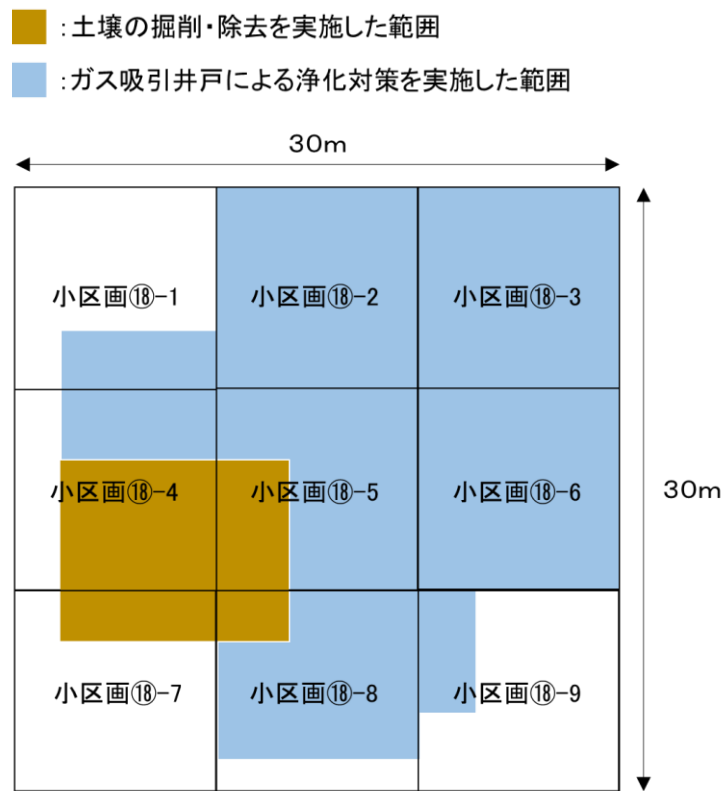 :土壌の掘削・除去を実施した範囲
:ガス吸引井戸による浄化対策を実施した範囲
30m
小区画⑱-1
小区画⑱-2
小区画⑱-3
小区画⑱-4
小区画⑱-5
小区画⑱-6
30m
小区画⑱-7
小区画⑱-8
小区画⑱-9